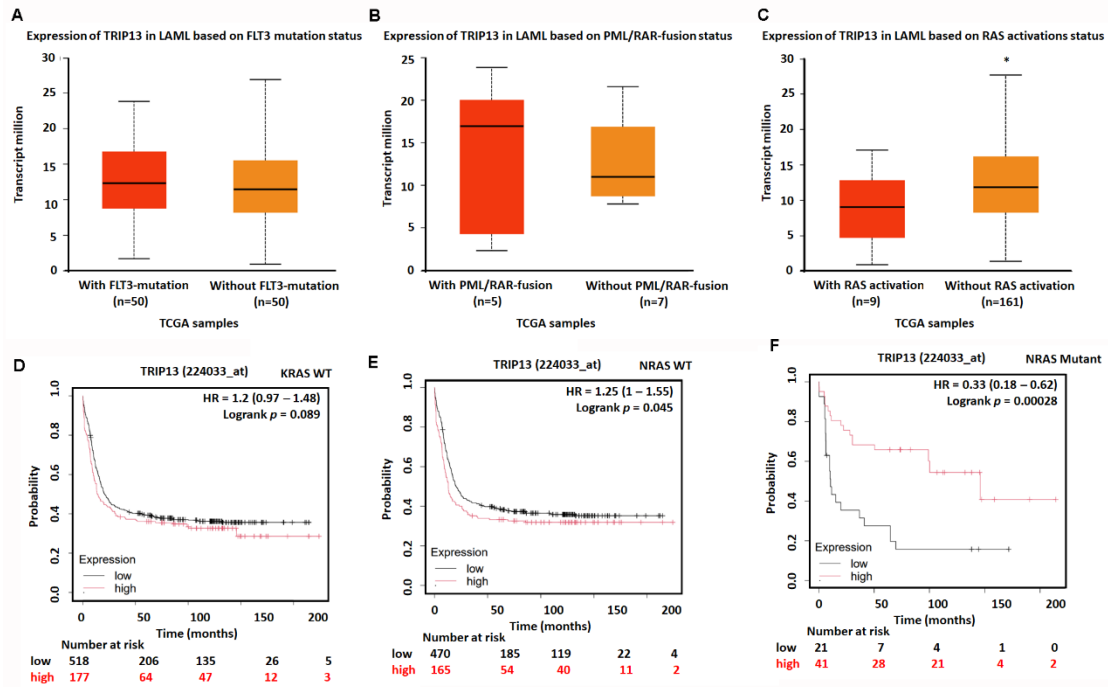 A
Expression of TRIP13 in LAML based on FLT3 mutation status
Transcript million
30
25
20
15
10
5
0
With FLT3-mutation
(n=50)
Without FLT3-mutation
(n=50)
TCGA samples
B
Expression of TRIP13 in LAML based on PML/RAR-fusion status
Transcript million
25
20
15
10
5
0
With PML/RAR-fusion
(n=5)
Without PML/RAR-fusion
(n=7)
TCGA samples
C
Expression of TRIP13 in LAML based on RAS activations status
Transcript million
30
25
20
15
10
5
0
*
With RAS activation
(n=9)
Without RAS activation
(n=161)
TCGA samples
D
TRIP13 (224033_at)
KRAS WT
HR = 1.2 (0.97 – 1.48)
Logrank p = 0.089
Probability
1.0
0.8
0.6
0.4
0.2
0.0
Expression
low
high
0 50 100 150 200
Time (months)
Number at risk
low 518 206 135 26 5
high 177 64 47 12 3
E
TRIP13 (224033_at)
NRAS WT
HR = 1.25 (1 – 1.55)
Logrank p = 0.045
Probability
1.0
0.8
0.6
0.4
0.2
0.0
Expression
low
high
0 50 100 150 200
Time (months)
Number at risk
low 470 185 119 22 4
high 165 54 40 11 2
F
TRIP13 (224033_at)
NRAS Mutant
HR = 0.33 (0.18 – 0.62)
Logrank p = 0.00028
Probability
1.0
0.8
0.6
0.4
0.2
0.0
Expression
low
high
0 50 100 150 200
Time (months)
Number at risk
low 21 7 4 1 0
high 41 28 21 4 2